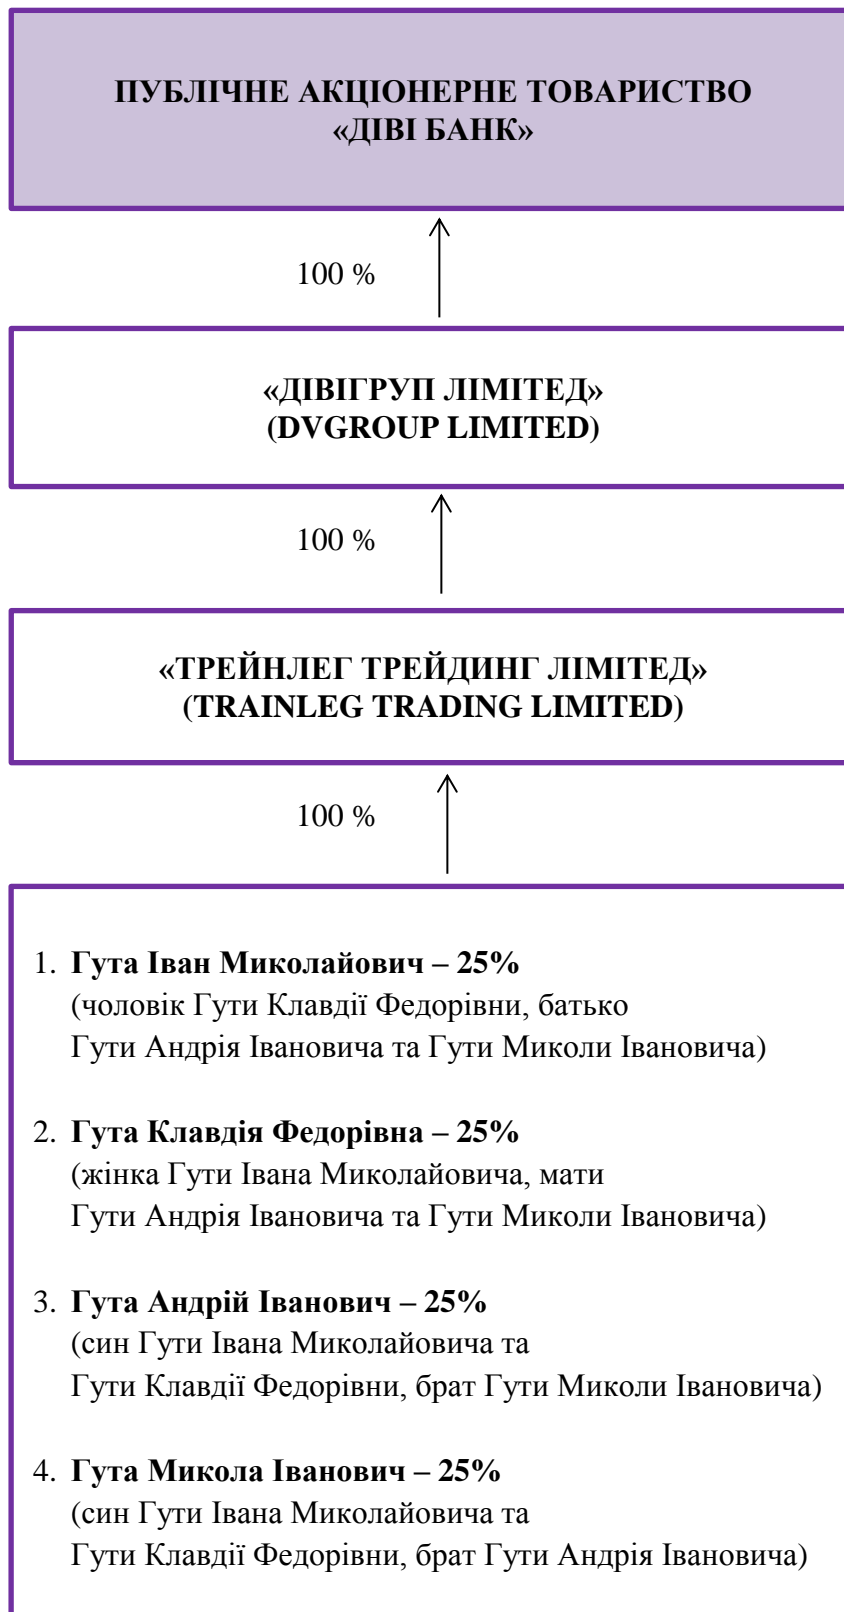 ПУБЛІЧНЕ АКЦІОНЕРНЕ ТОВАРИСТВО
«ДІВІ БАНК»
100 %
«ДІВІГРУП ЛІМІТЕД»
(DVGROUP LIMITED)
100 %
«ТРЕЙНЛЕГ ТРЕЙДИНГ ЛІМІТЕД»
(TRAINLEG TRADING LIMITED)
100 %
1. Гута Іван Миколайович – 25%
(чоловік Гути Клавдії Федорівни, батько
Гути Андрія Івановича та Гути Миколи Івановича)
2. Гута Клавдія Федорівна – 25%
(жінка Гути Івана Миколайовича, мати
Гути Андрія Івановича та Гути Миколи Івановича)
3. Гута Андрій Іванович – 25%
(син Гути Івана Миколайовича та
Гути Клавдії Федорівни, брат Гути Миколи Івановича)
4. Гута Микола Іванович – 25%
(син Гути Івана Миколайовича та
Гути Клавдії Федорівни, брат Гути Андрія Івановича)